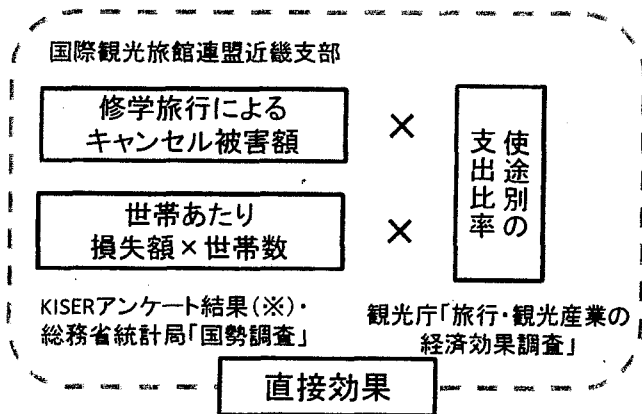 国際観光旅館連盟近畿支部
修学旅行による
キャンセル被害額
×
世帯あたり
損失額×世帯数
×
使途別の
支出比率
KISERアンケート結果(※)・
総務省統計局「国勢調査」
観光庁「旅行・観光産業の
経済効果調査」
直接効果